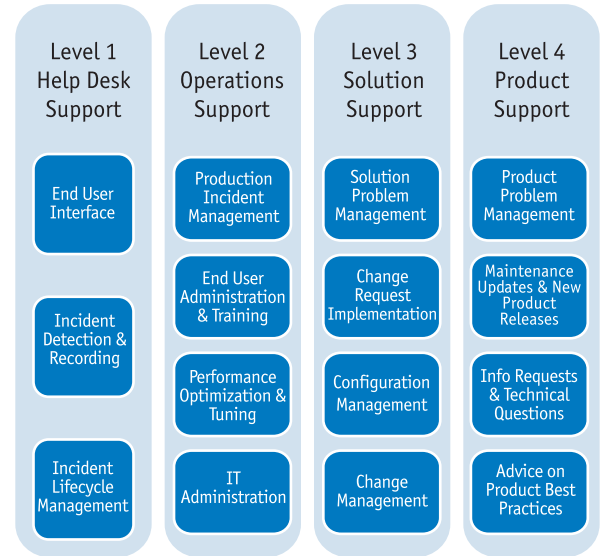 Level 1
Help Desk
Support
End User
Interface
Incident
Detection &
Recording
Incident
Lifecycle
Management
Level 2
Operations
Support
Production
Incident
Management
End User
Administration
& Training
Performance
Optimization &
Tuning
IT
Administration
Level 3
Solution
Support
Solution
Problem
Management
Change
Request
Implementation
Configuration
Management
Change
Management
Level 4
Product
Support
Product
Problem
Management
Maintenance
Updates & New
Product
Releases
Info Requests
& Technical
Questions
Advice on
Product Best
Practices